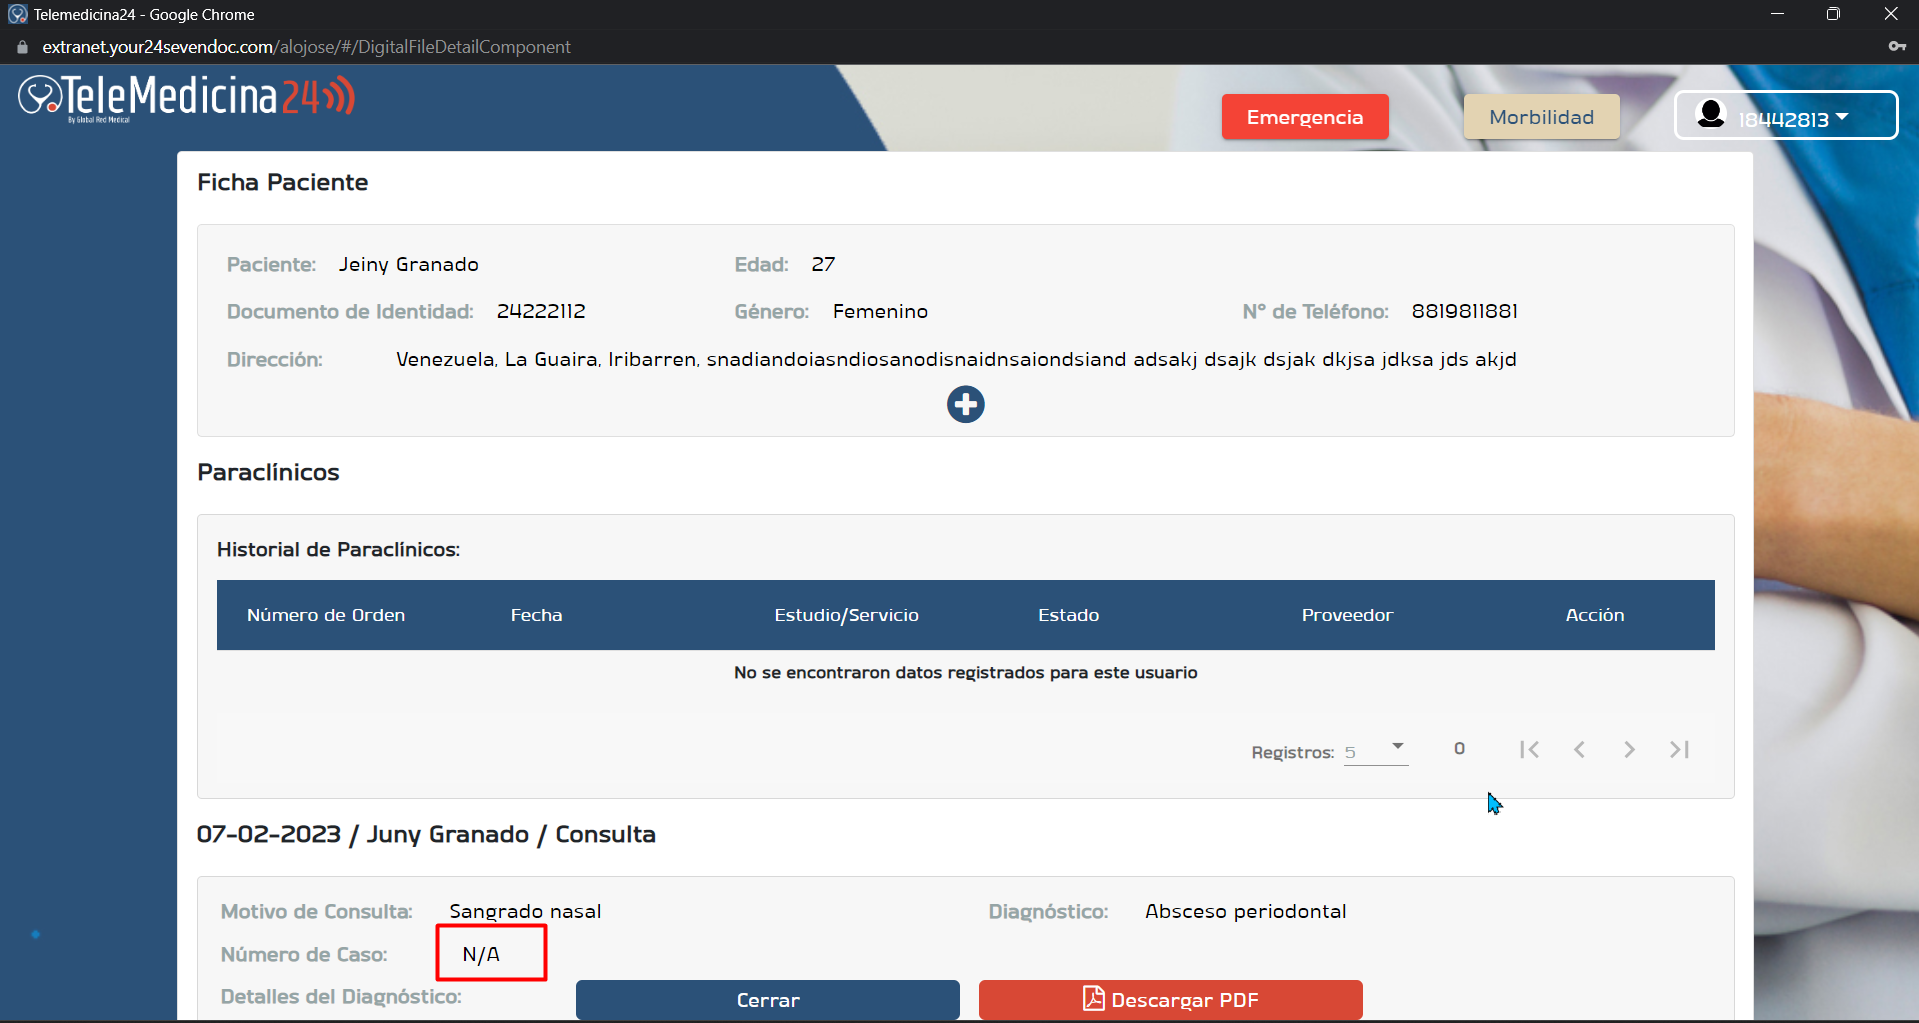 Telemedicina24 - Google Chrome
extranet.your24sevendoc.com/alojose/#/DigitalFileDetailComponent
TeleMedicina24
By Global Red Medical
Emergencia
Morbilidad
18442813
Ficha Paciente
Paciente: Jeiny Granado
Edad: 27
Documento de Identidad: 24222112
Género: Femenino
N° de Teléfono: 8819811881
Dirección: Venezuela, La Guaira, Iribarren, snadiandoiasndiosanodisnaidnsaiondsiand adsakj dsajk dsjak dkjsa jdksa jds akjd
Paraclínicos
Historial de Paraclínicos:
Número de Orden Fecha Estudio/Servicio Estado Proveedor Acción
No se encontraron datos registrados para este usuario
Registros: 5 0
07-02-2023 / Juny Granado / Consulta
Motivo de Consulta: Sangrado nasal
Diagnóstico: Absceso periodontal
Número de Caso: N/A
Detalles del Diagnóstico:
Cerrar
Descargar PDF